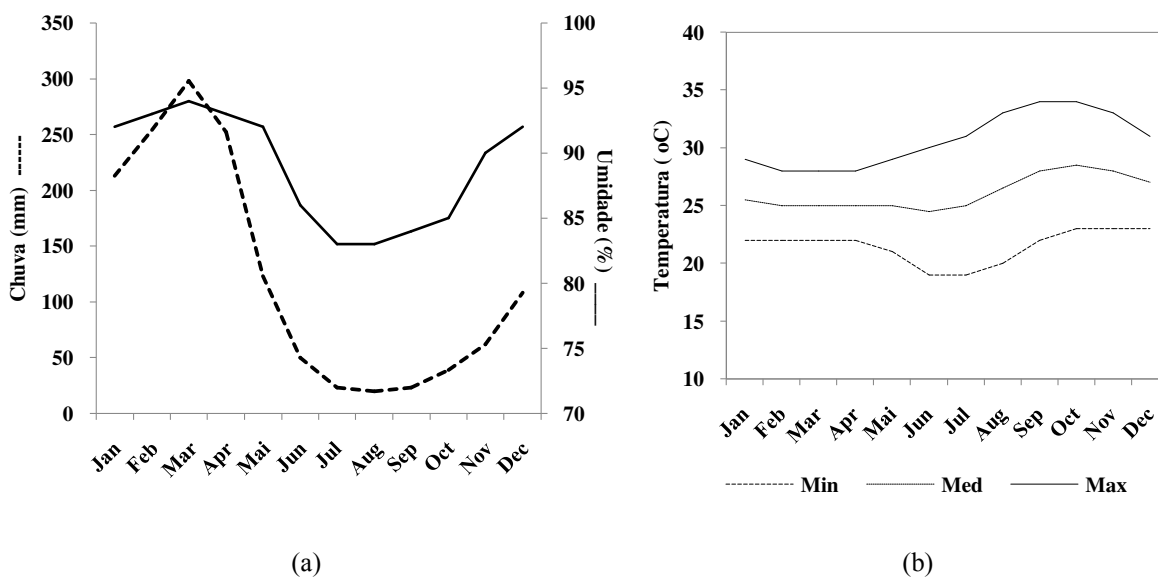 350
300
250
200
150
100
50
0
Chuva (mm) -----
100
95
90
85
80
75
70
Umidade (%) ——
Jan Feb Mar Apr Mai Jun Jul Aug Sep Oct Nov Dec
(a)
40
35
30
25
20
15
10
Temperatura ( oC)
Jan Feb Mar Apr Mai Jun Jul Aug Sep Oct Nov Dec
Min Med Max
(b)